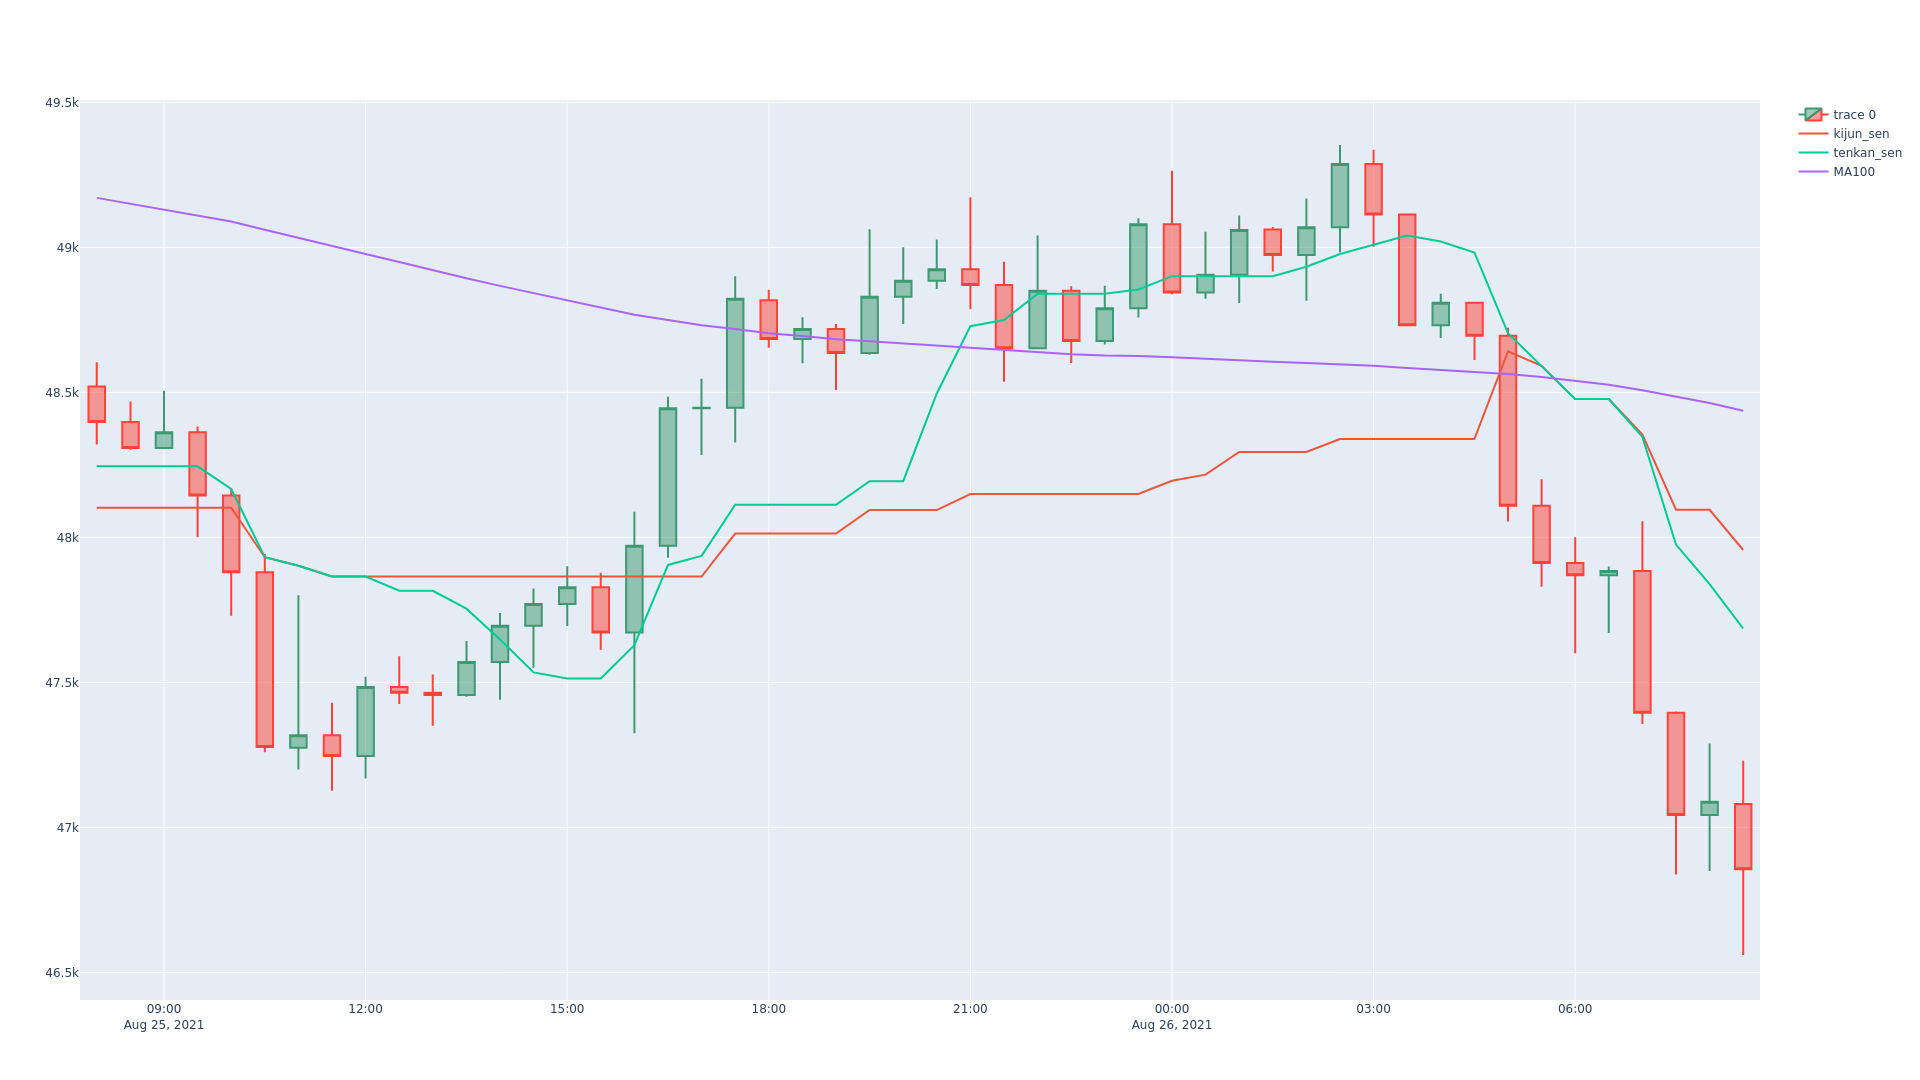 49.5k
49k
48.5k
48k
47.5k
47k
46.5k
09:00
Aug 25, 2021
12:00
15:00
18:00
21:00
00:00
Aug 26, 2021
03:00
06:00
trace 0
kijun_sen
tenkan_sen
MA100